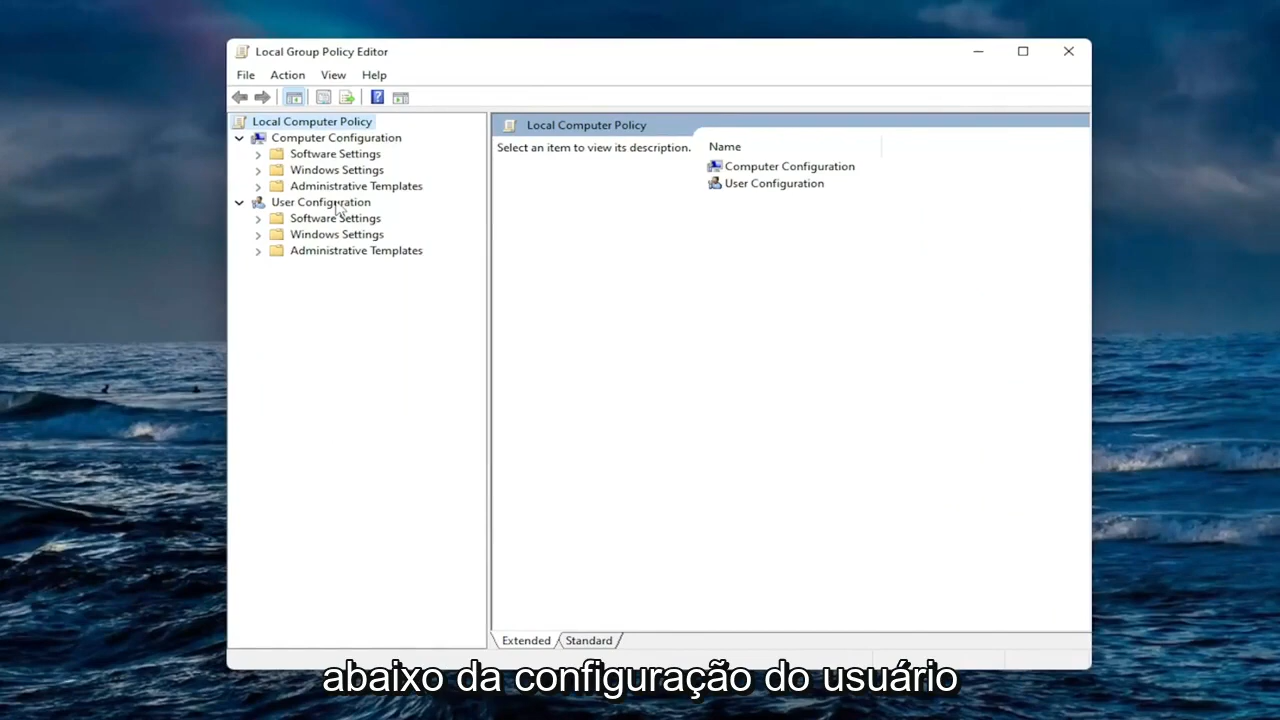 Local Group Policy Editor
File Action View Help
Local Computer Policy
Computer Configuration
Software Settings
Windows Settings
Administrative Templates
User Configuration
Software Settings
Windows Settings
Administrative Templates
Local Computer Policy
Select an item to view its description.
Name
Computer Configuration
User Configuration
Extended Standard
abaixo da configuração do usuário